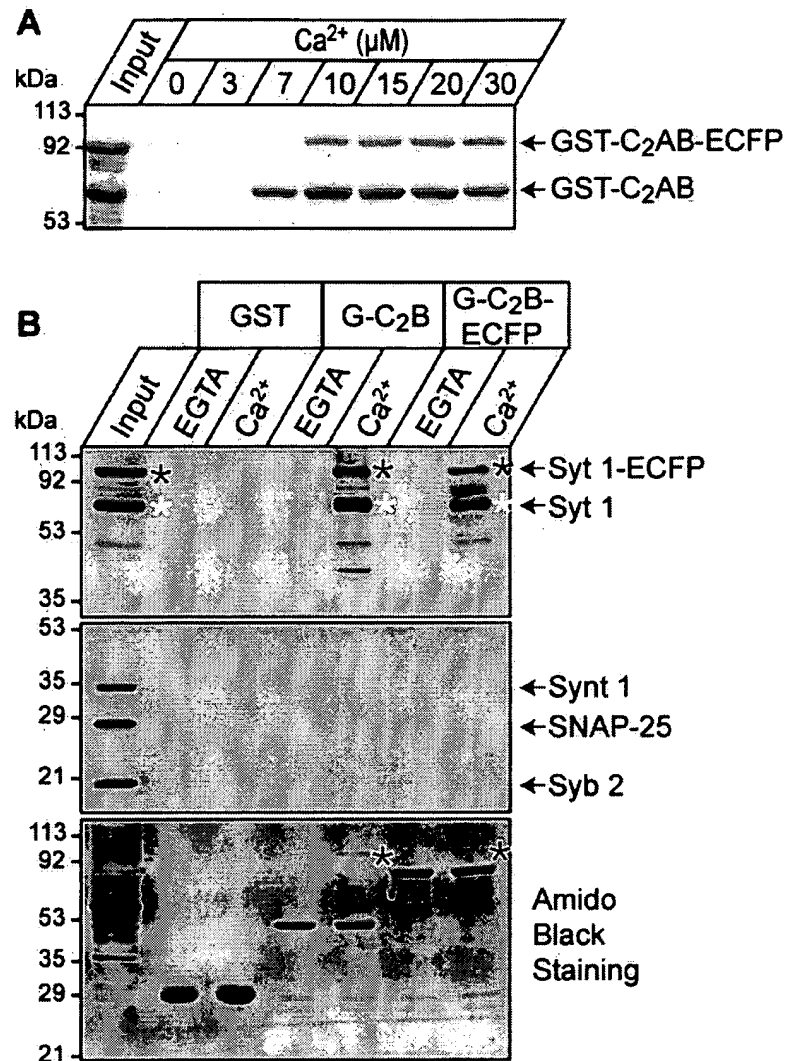 A
Ca²⁺ (µM)
kDa
Input
0 3 7 10 15 20 30
113
92
53
GST-C₂AB-ECFP
GST-C₂AB
B
GST
G-C₂B
G-C₂B-
ECFP
kDa
Input
EGTA
Ca²⁺
EGTA
Ca²⁺
EGTA
Ca²⁺
113
92
53
35
* * *
* * *
Syt 1-ECFP
Syt 1
53
35
29
21
Synt 1
SNAP-25
Syb 2
113
92
53
35
29
21
* *
Amido
Black
Staining